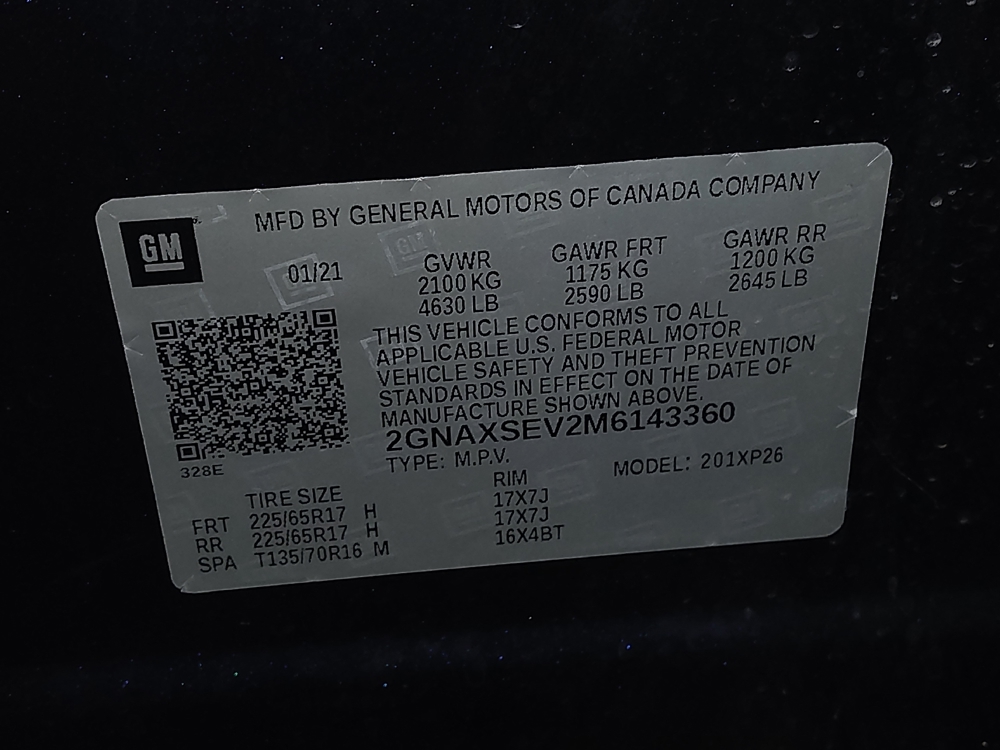 GM
MFD BY GENERAL MOTORS OF CANADA COMPANY
01/21
GVWR GAWR FRT GAWR RR
2100 KG 1175 KG 1200 KG
4630 LB 2590 LB 2645 LB
THIS VEHICLE CONFORMS TO ALL
APPLICABLE U.S. FEDERAL MOTOR
VEHICLE SAFETY AND THEFT PREVENTION
STANDARDS IN EFFECT ON THE DATE OF
MANUFACTURE SHOWN ABOVE.
2GNAXSEV2M6143360
TYPE: M.P.V. MODEL: 201XP26
328E
TIRE SIZE RIM
FRT 225/65R17 H 17X7J
RR 225/65R17 H 17X7J
SPA T135/70R16 M 16X4BT